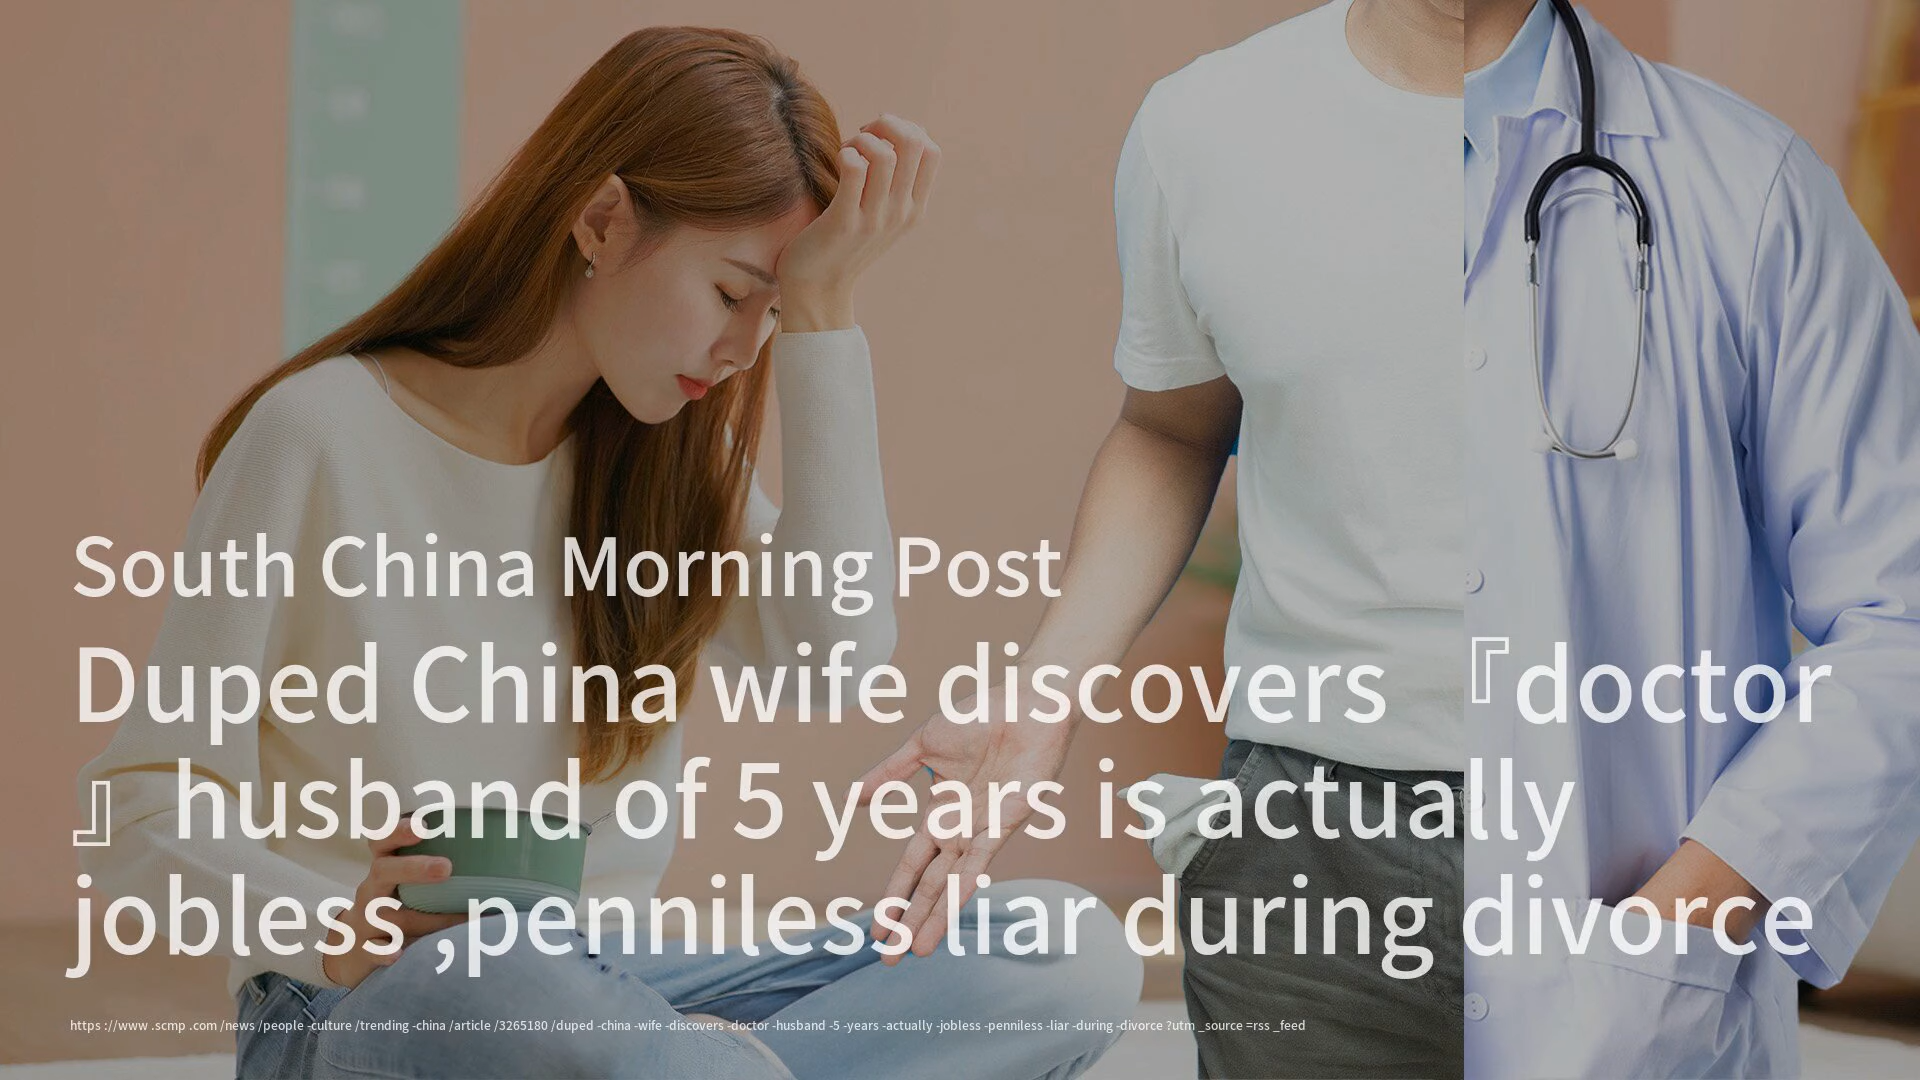 South China Morning Post
Duped China wife discovers 『doctor
』 husband of 5 years is actually
jobless ,penniless liar during divorce
https ://www .scmp .com /news /people -culture /trending -china /article /3265180 /duped -china -wife -discovers -doctor -husband -5 -years -actually -jobless -penniless -liar -during -divorce ?utm _source =rss _feed